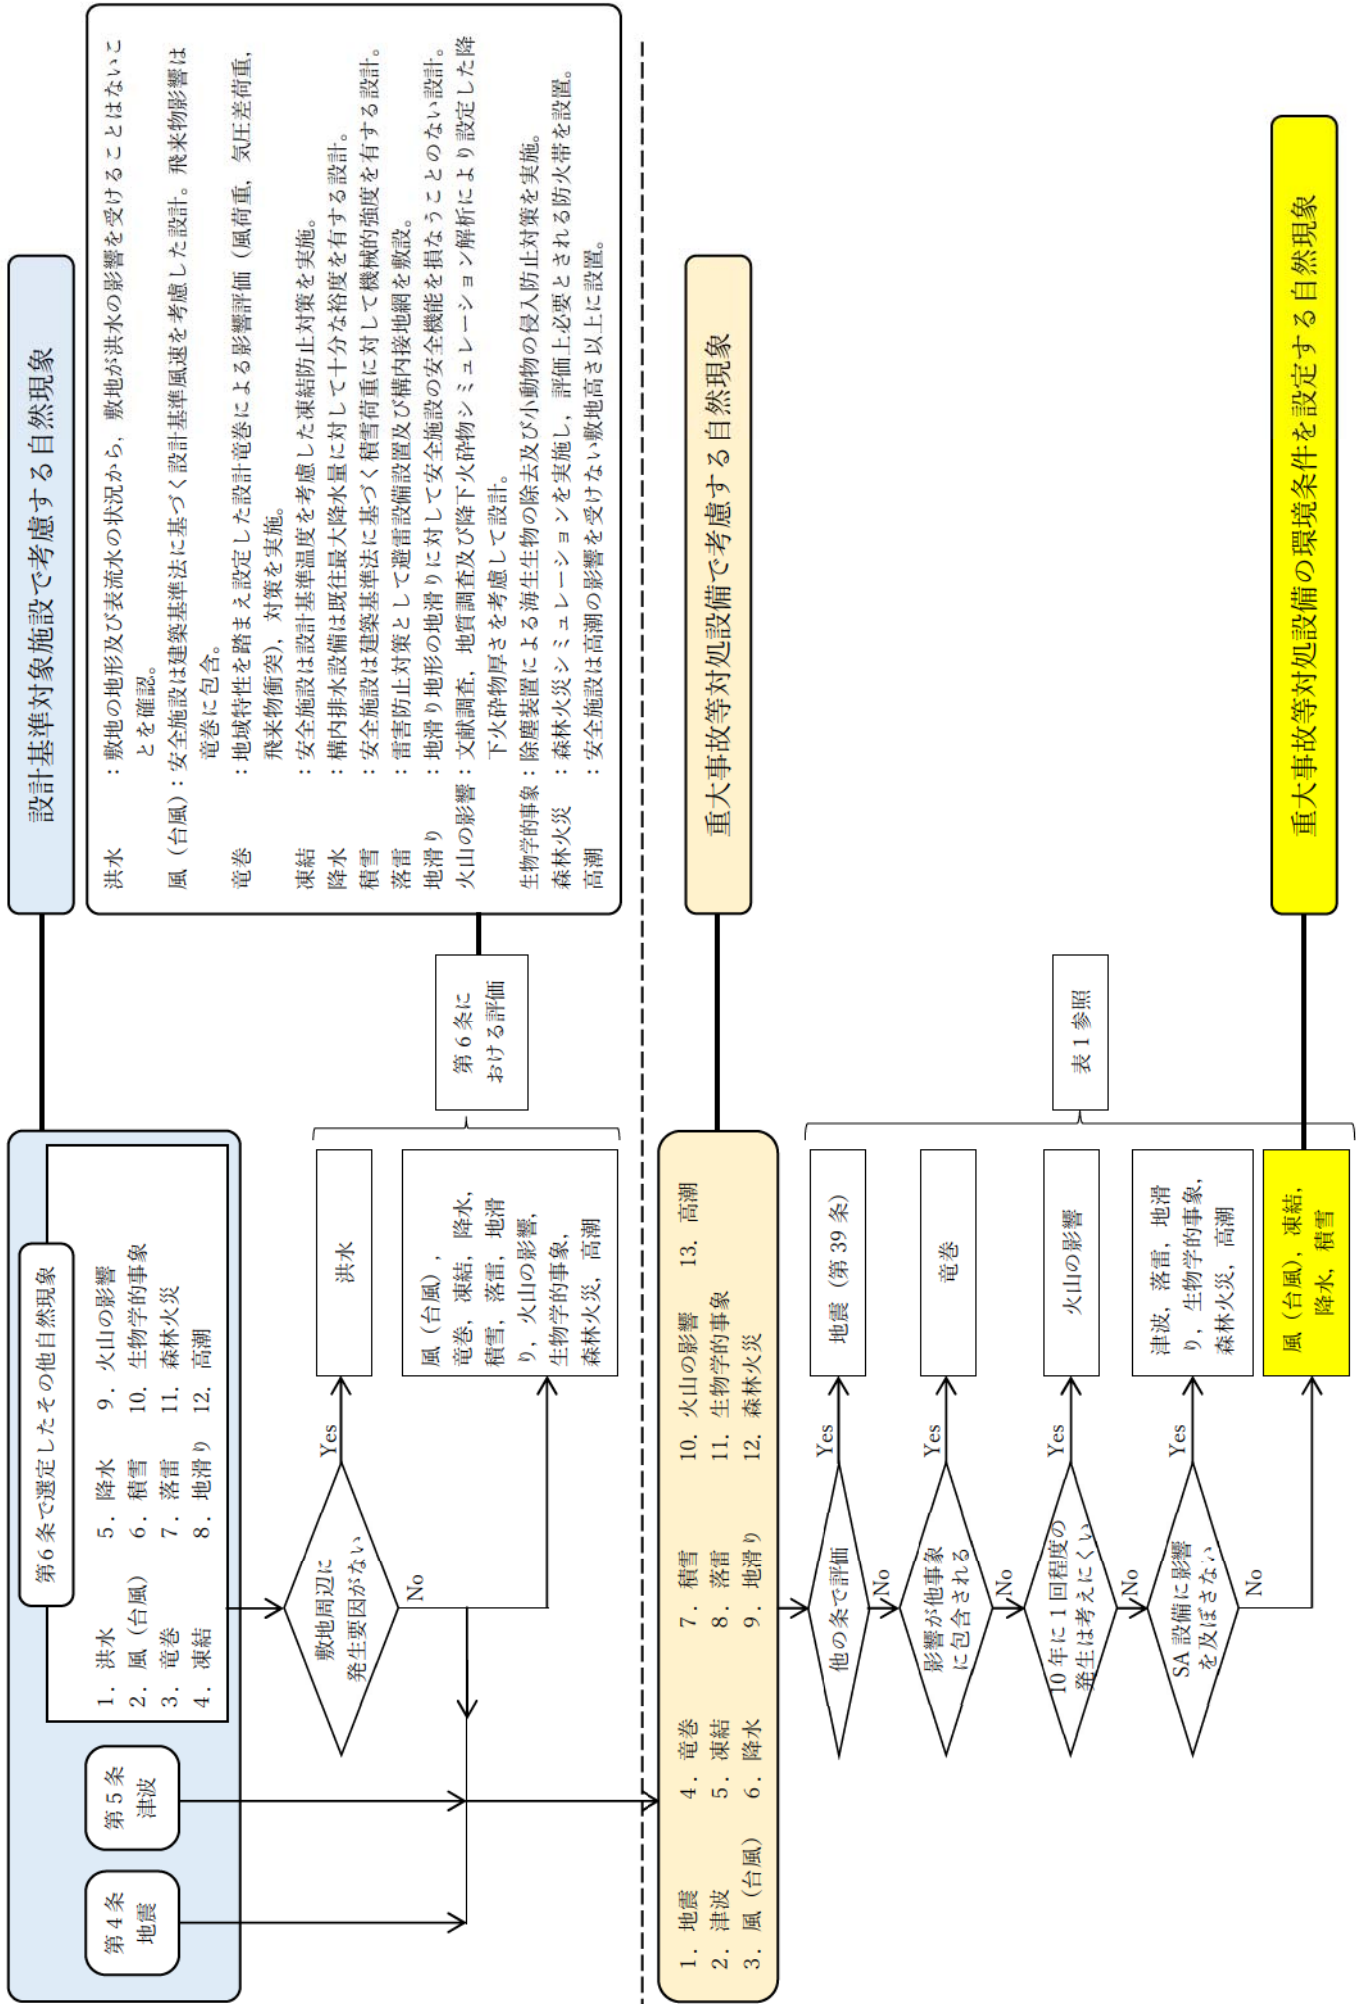 設計基準対象施設で考慮する自然現象
第4条
地震
第5条
津波
第6条で選定したその他自然現象
1．洪水
2．風（台風）
3．竜巻
4．凍結
5．降水
6．積雪
7．落雷
8．地滑り
9．火山の影響
10．生物学的事象
11．森林火災
12．高潮
敷地周辺に
発生要因がない
Yes
No
洪水
風（台風），
竜巻，凍結，降水，
積雪，落雷，地滑
り，火山の影響，
生物学的事象，
森林火災，高潮
第6条に
おける評価
洪水　：敷地の地形及び表流水の状況から，敷地が洪水の影響を受けることはないこ
とを確認。
風（台風）：安全施設は建築基準法に基づく設計基準風速を考慮した設計。飛来物影響は
竜巻に包含。
竜巻　：地域特性を踏まえ設定した設計竜巻による影響評価（風荷重，気圧差荷重，
飛来物衝突），対策を実施。
凍結　：安全施設は設計基準温度を考慮した凍結防止対策を実施。
降水　：構内排水設備は既往最大降水量に対して十分な裕度を有する設計。
積雪　：安全施設は建築基準法に基づく積雪荷重に対して機械的強度を有する設計。
落雷　：雷害防止対策として避雷設備設置及び構内接地網を敷設。
地滑り　：地滑り地形の地滑りに対して安全施設の安全機能を損なうことのない設計。
火山の影響：文献調査，地質調査及び降下火砕物シミュレーション解析により設定した降
下火砕物厚さを考慮して設計。
生物学的事象：除塵装置による海生生物の除去及び小動物の侵入防止対策を実施。
森林火災　：森林火災シミュレーションを実施し，評価上必要とされる防火帯を設置。
高潮　：安全施設は高潮の影響を受けない敷地高さ以上に設置。
重大事故等対処設備で考慮する自然現象
1．地震
2．津波
3．風（台風）
4．竜巻
5．凍結
6．降水
7．積雪
8．落雷
9．地滑り
10．火山の影響
11．生物学的事象
12．森林火災
13．高潮
他の条で評価
Yes
地震（第39条）
No
影響が他事象
に包含される
Yes
竜巻
No
10年に1回程度の
発生は考えにくい
Yes
火山の影響
No
SA設備に影響
を及ぼさない
Yes
津波，落雷，地滑
り，生物学的事象，
森林火災，高潮
No
風（台風），凍結，
降水，積雪
表1参照
重大事故等対処設備の環境条件を設定する自然現象